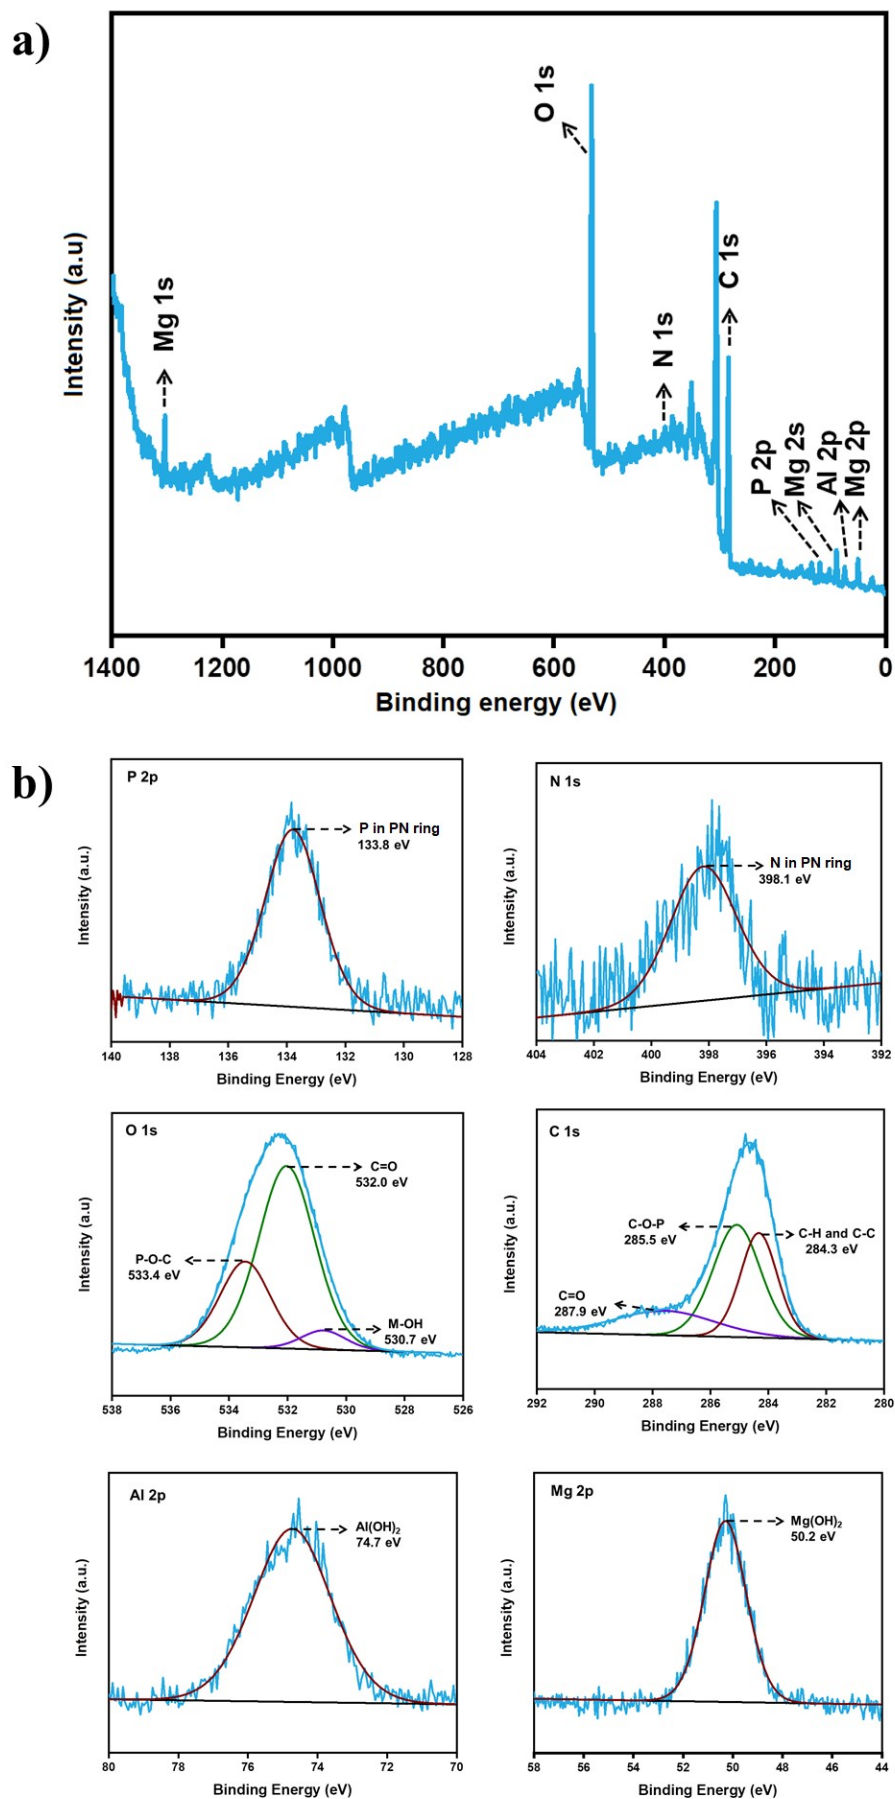 a)
Intensity (a.u)
Mg 1s
O 1s
N 1s
C 1s
P 2p
Mg 2s
Al 2p
Mg 2p
1400 1200 1000 800 600 400 200 0
Binding energy (eV)
b)
P 2p
P in PN ring
133.8 eV
Intensity (a.u.)
140 138 136 134 132 130 128
Binding Energy (eV)
N 1s
N in PN ring
398.1 eV
Intensity (a.u.)
404 402 400 398 396 394 392
Binding Energy (eV)
O 1s
C=O
532.0 eV
P-O-C
533.4 eV
M-OH
530.7 eV
Intensity (a.u)
538 536 534 532 530 528 526
Binding Energy (eV)
C 1s
C-O-P
285.5 eV
C-H and C-C
284.3 eV
C=O
287.9 eV
Intensity (a.u.)
292 290 288 286 284 282 280
Binding Energy (eV)
Al 2p
Al(OH)₂
74.7 eV
Intensity (a.u.)
80 78 76 74 72 70
Binding Energy (eV)
Mg 2p
Mg(OH)₂
50.2 eV
Intensity (a.u.)
58 56 54 52 50 48 46 44
Binding Energy (eV)